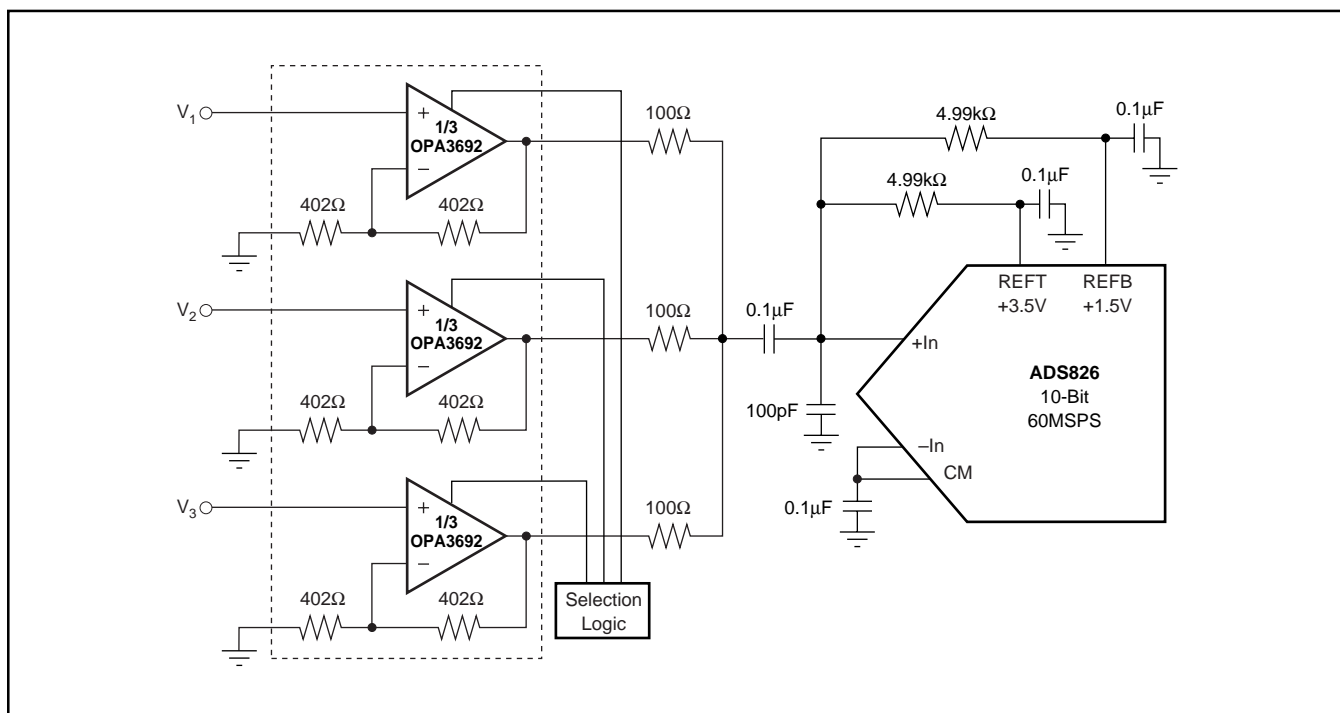 V1
+
1/3
OPA3692
–
402Ω
402Ω
100Ω
V2
+
1/3
OPA3692
–
402Ω
402Ω
100Ω
V3
+
1/3
OPA3692
–
402Ω
402Ω
100Ω
Selection
Logic
0.1µF
100pF
4.99kΩ
0.1µF
4.99kΩ
0.1µF
REFT
+3.5V
REFB
+1.5V
+In
ADS826
10-Bit
60MSPS
–In
CM
0.1µF